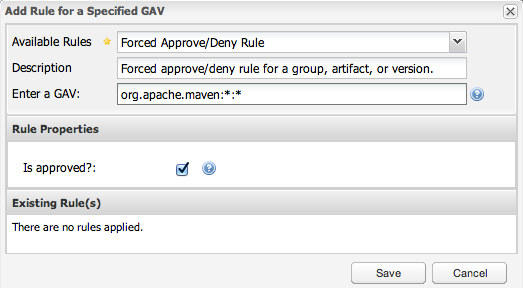 Add Rule for a Specified GAV
Available Rules Forced Approve/Deny Rule
Description Forced approve/deny rule for a group, artifact, or version.
Enter a GAV: org.apache.maven:*:*
Rule Properties
Is approved?:
Existing Rule(s)
There are no rules applied.
Save Cancel